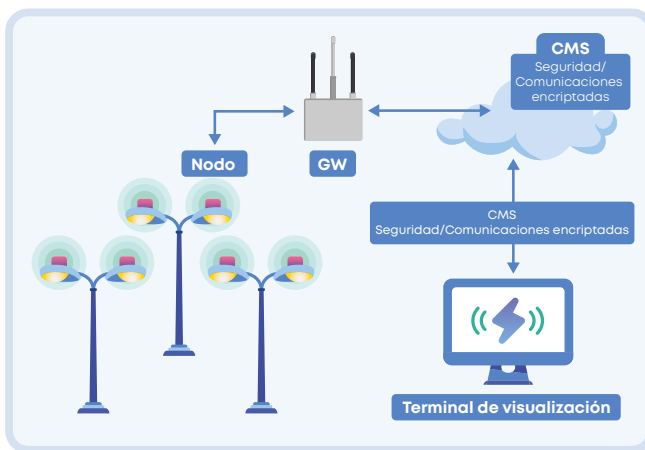 CMS
Seguridad/
Comunicaciones
encriptadas
Nodo
GW
CMS
Seguridad/Comunicaciones encriptadas
Terminal de visualización